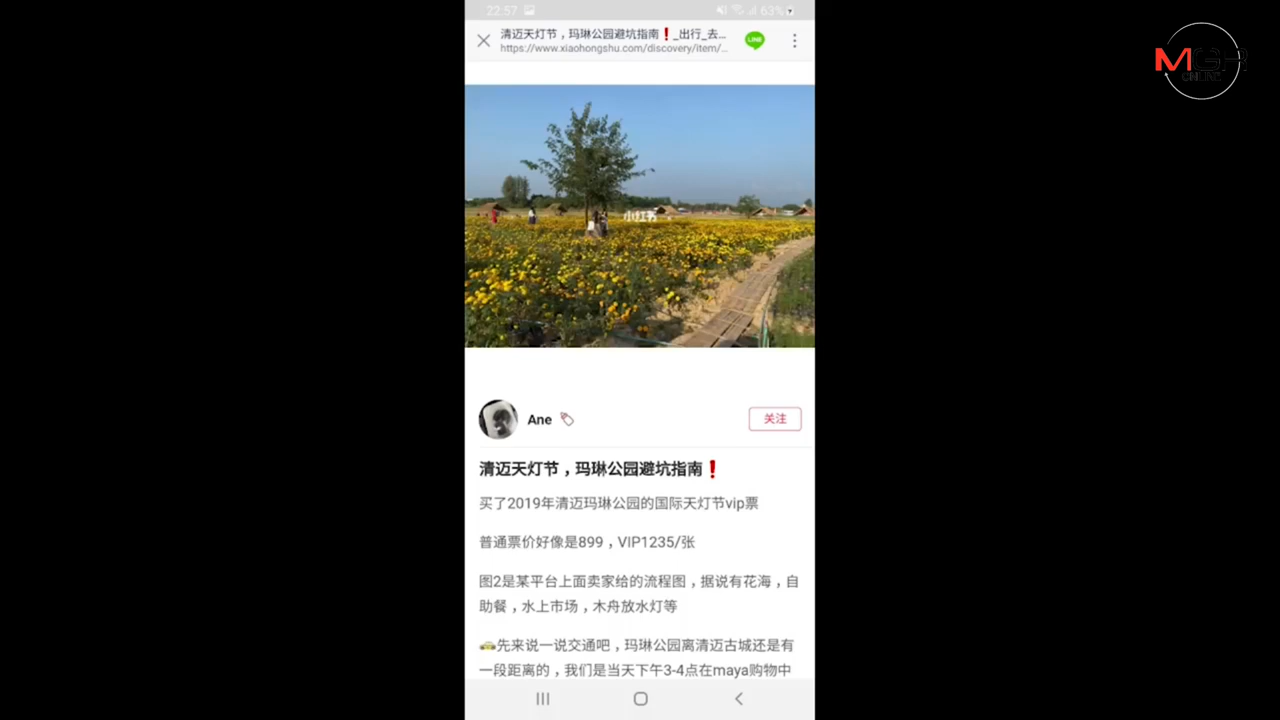 22:57
63%
清迈天灯节，玛琳公园避坑指南❗_出行_去...
https://www.xiaohongshu.com/discovery/item/...
LINE
MGR
ONLINE
小红书
Ane
关注
清迈天灯节，玛琳公园避坑指南❗
买了2019年清迈玛琳公园的国际天灯节vip票
普通票价好像是899，VIP1235/张
图2是某平台上面卖家给的流程图，据说有花海，自
助餐，水上市场，木舟放水灯等
🚕先来说一说交通吧，玛琳公园离清迈古城还是有
一段距离的，我们是当天下午3-4点在maya购物中